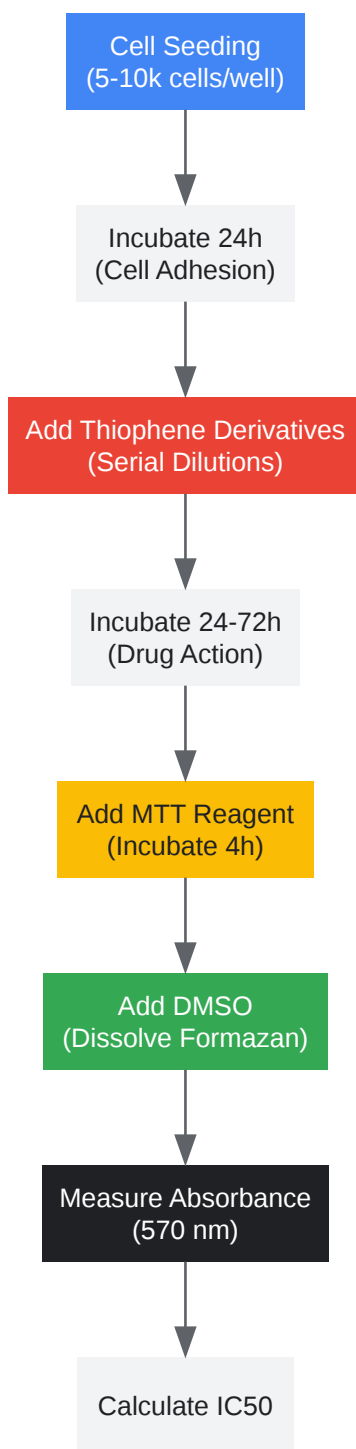 Cell Seeding
(5-10k cells/well)
Incubate 24h
(Cell Adhesion)
Add Thiophene Derivatives
(Serial Dilutions)
Incubate 24-72h
(Drug Action)
Add MTT Reagent
(Incubate 4h)
Add DMSO
(Dissolve Formazan)
Measure Absorbance
(570 nm)
Calculate IC50